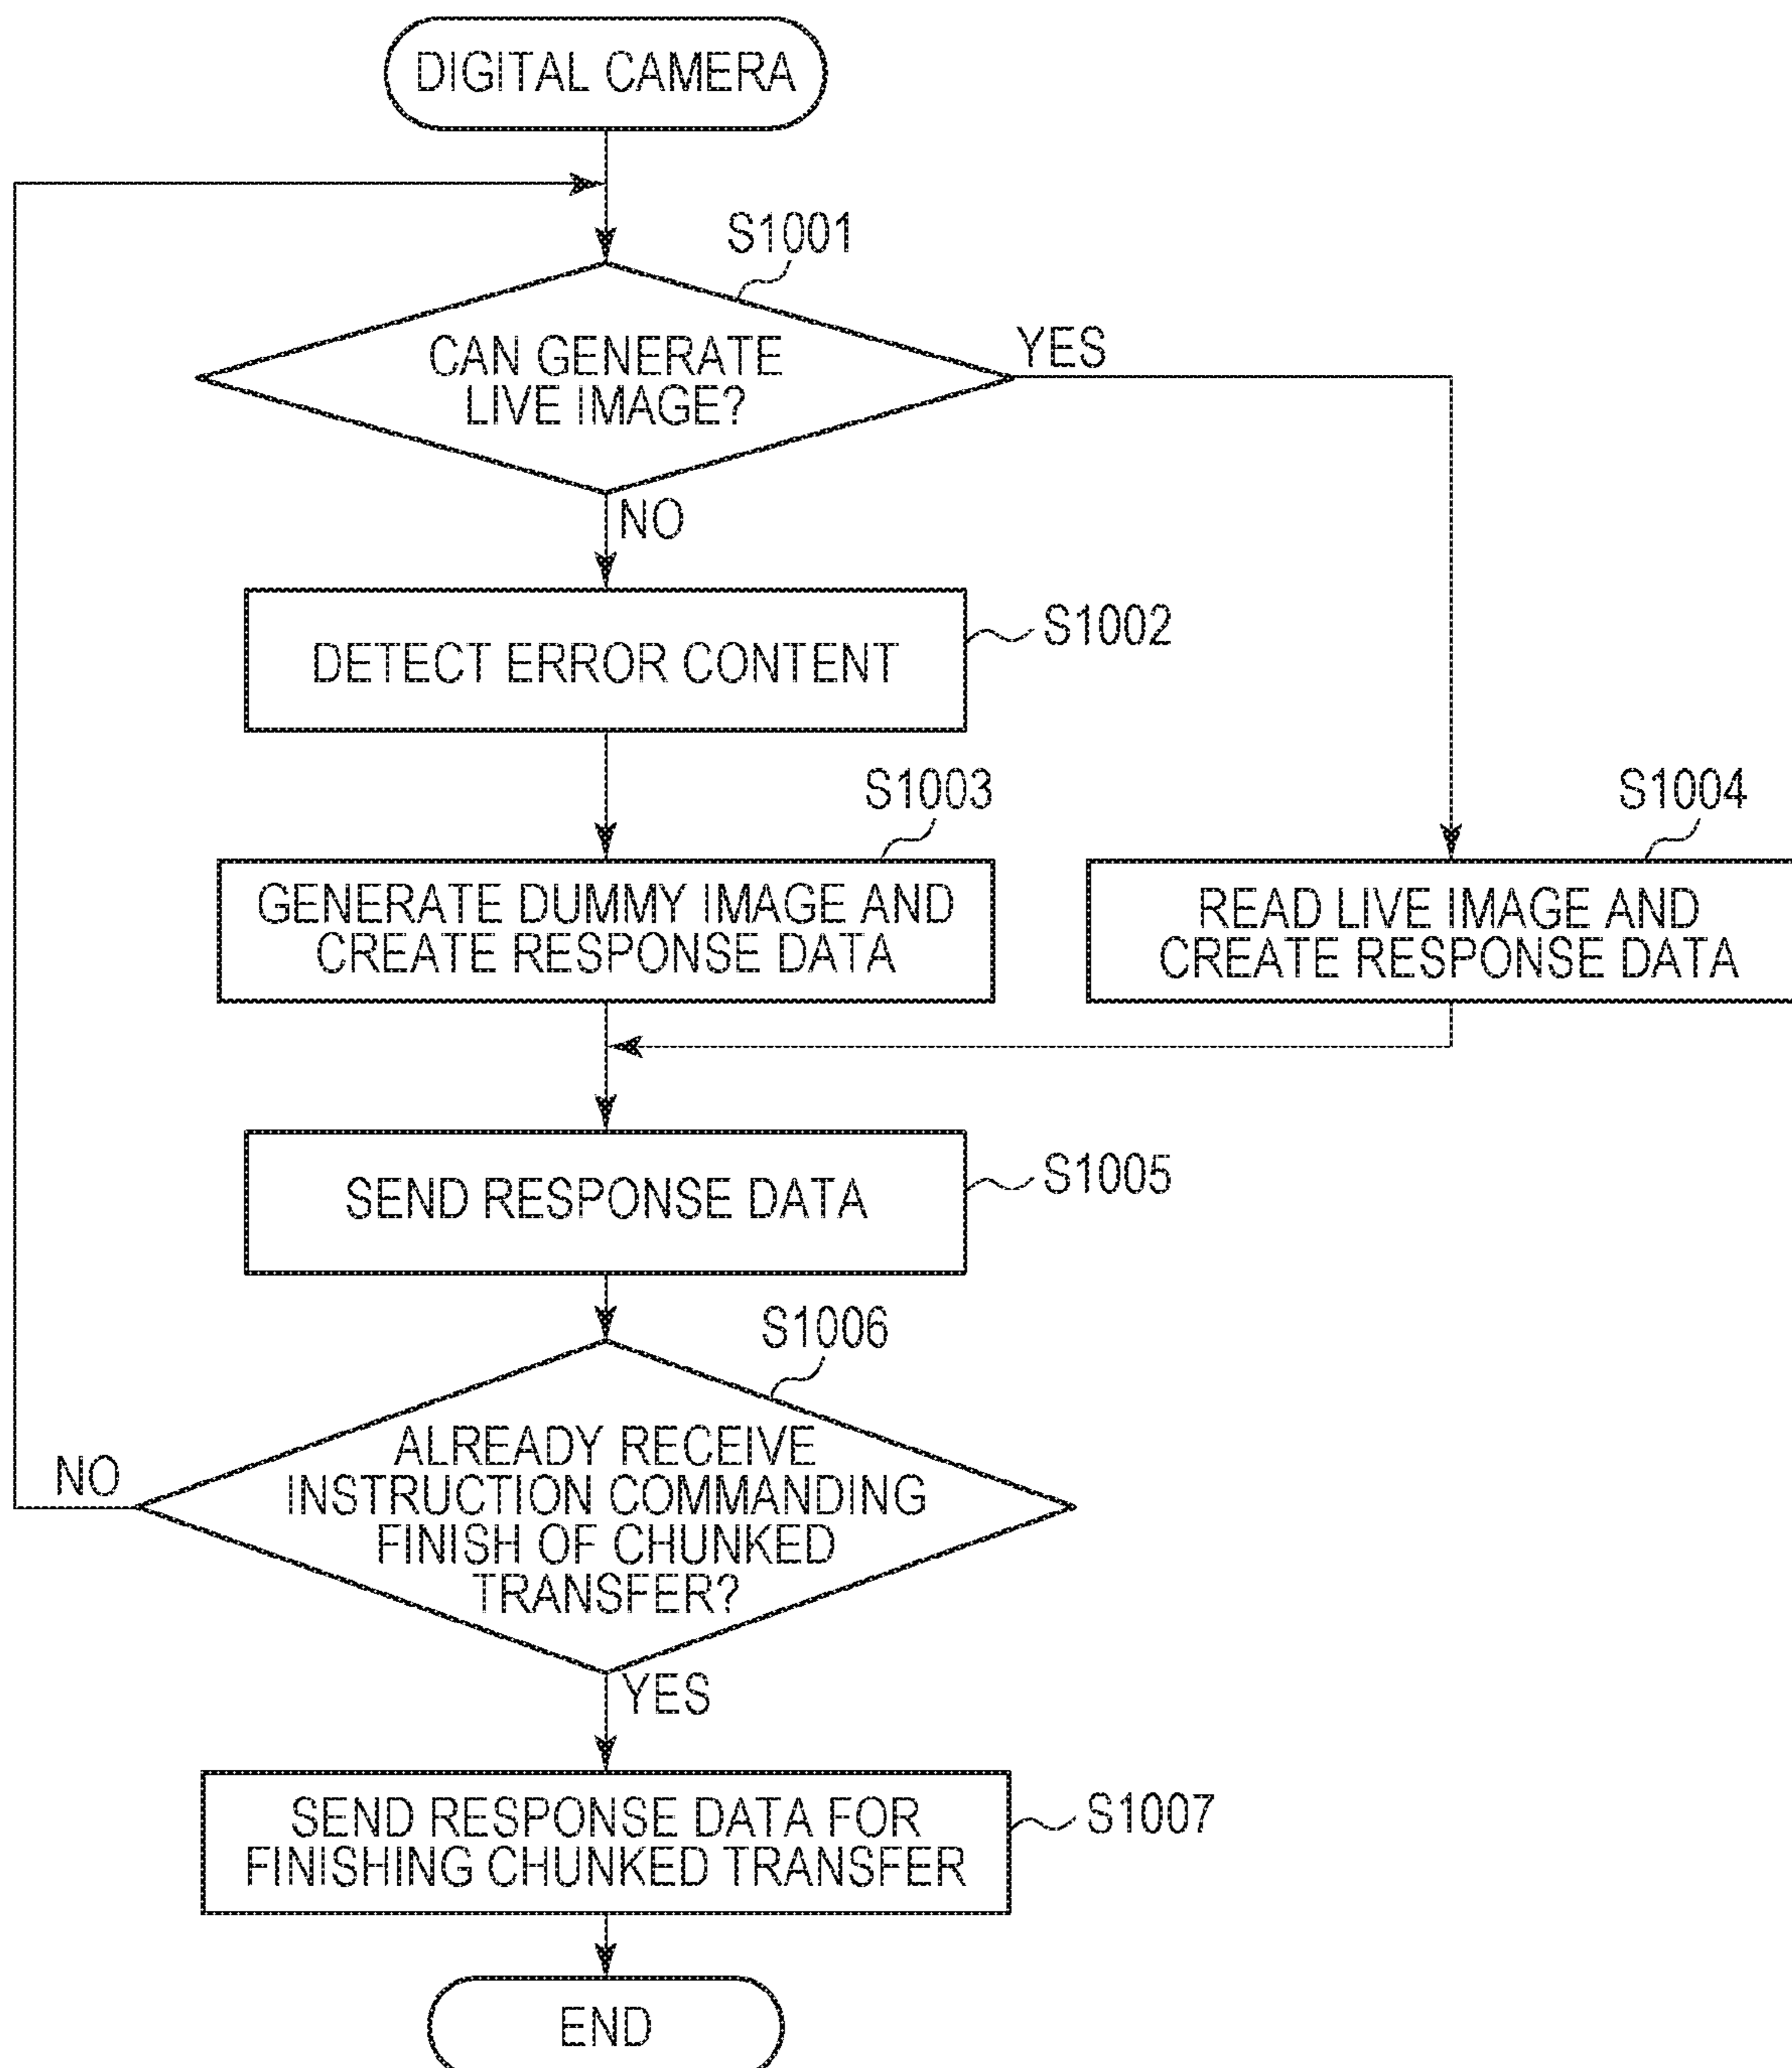 DIGITAL CAMERA
S1001
CAN GENERATE
LIVE IMAGE?
YES
NO
DETECT ERROR CONTENT
S1002
S1003
GENERATE DUMMY IMAGE AND
CREATE RESPONSE DATA
S1004
READ LIVE IMAGE AND
CREATE RESPONSE DATA
SEND RESPONSE DATA
S1005
S1006
ALREADY RECEIVE
INSTRUCTION COMMANDING
FINISH OF CHUNKED
TRANSFER?
NO
YES
SEND RESPONSE DATA FOR
FINISHING CHUNKED TRANSFER
S1007
END